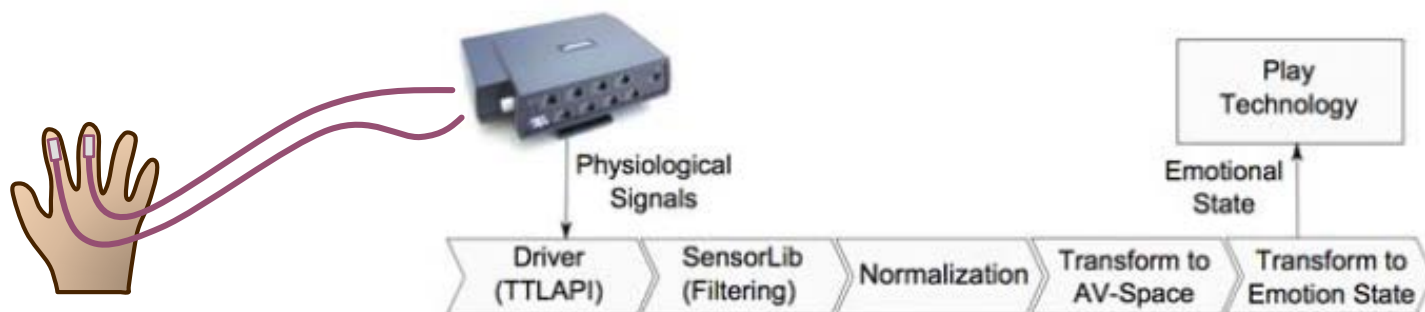 Play
Technology
Physiological
Signals
Emotional
State
Driver
(TTLAPI)
SensorLib
(Filtering)
Normalization
Transform to
AV-Space
Transform to
Emotion State